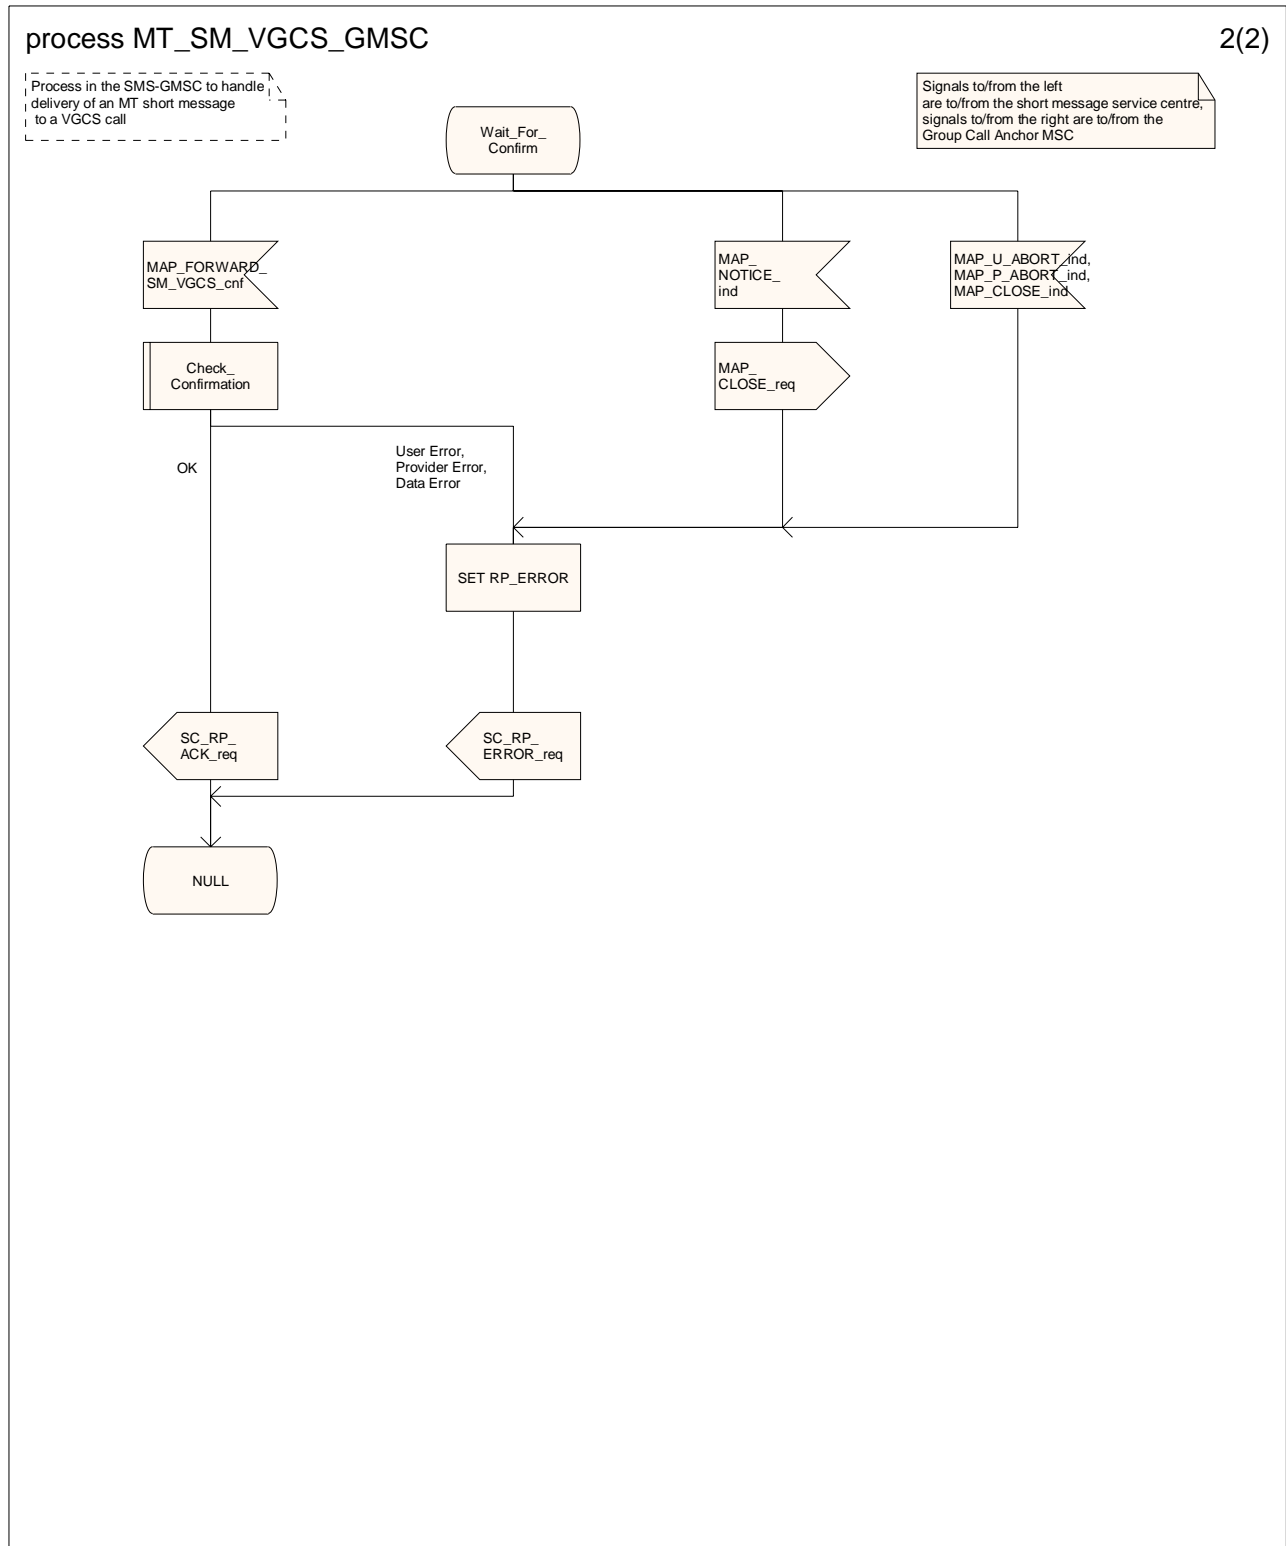 process MT_SM_VGCS_GMSC
2(2)
Process in the SMS-GMSC to handle
delivery of an MT short message
to a VGCS call
Signals to/from the left
are to/from the short message service centre,
signals to/from the right are to/from the
Group Call Anchor MSC
Wait_For_
Confirm
MAP_FORWARD_
SM_VGCS_cnf
MAP_
NOTICE_
ind
MAP_U_ABORT_ind,
MAP_P_ABORT_ind,
MAP_CLOSE_ind
Check_
Confirmation
MAP_
CLOSE_req
OK
User Error,
Provider Error,
Data Error
SET RP_ERROR
SC_RP_
ACK_req
SC_RP_
ERROR_req
NULL